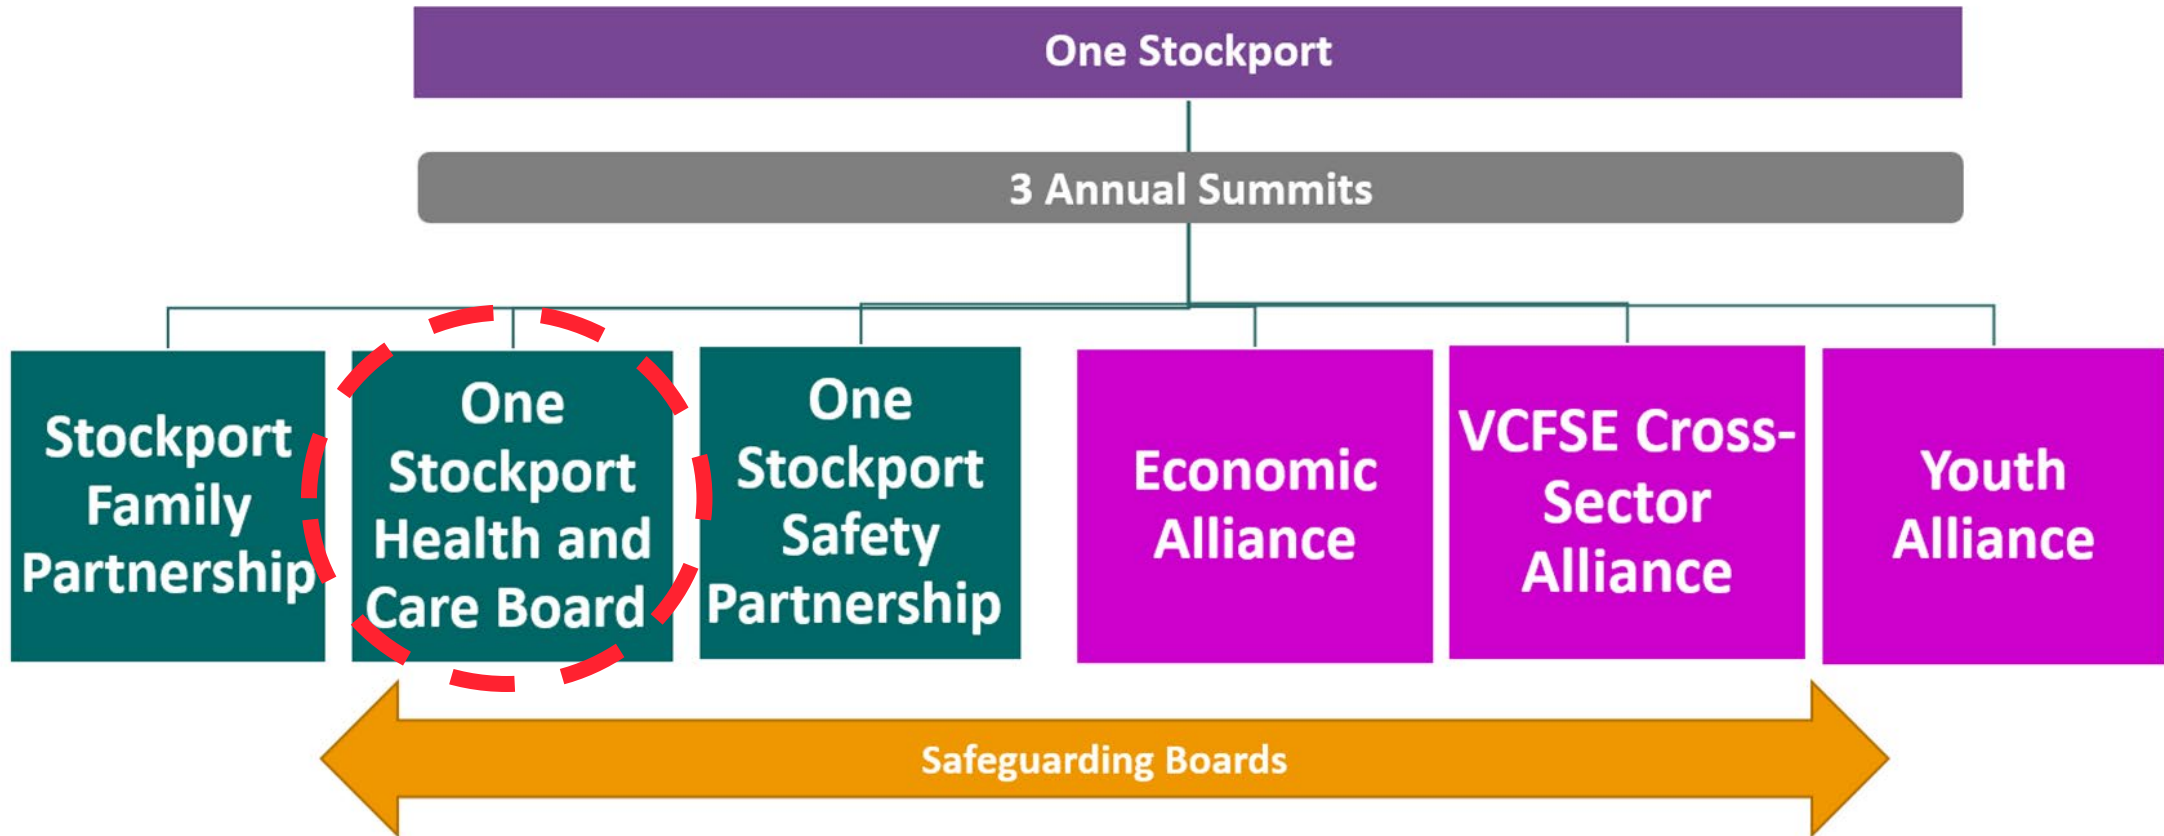 One Stockport
3 Annual Summits
Stockport
Family
Partnership
One
Stockport
Health and
Care Board
One
Stockport
Safety
Partnership
Economic
Alliance
VCFSE Cross-
Sector
Alliance
Youth
Alliance
Safeguarding Boards